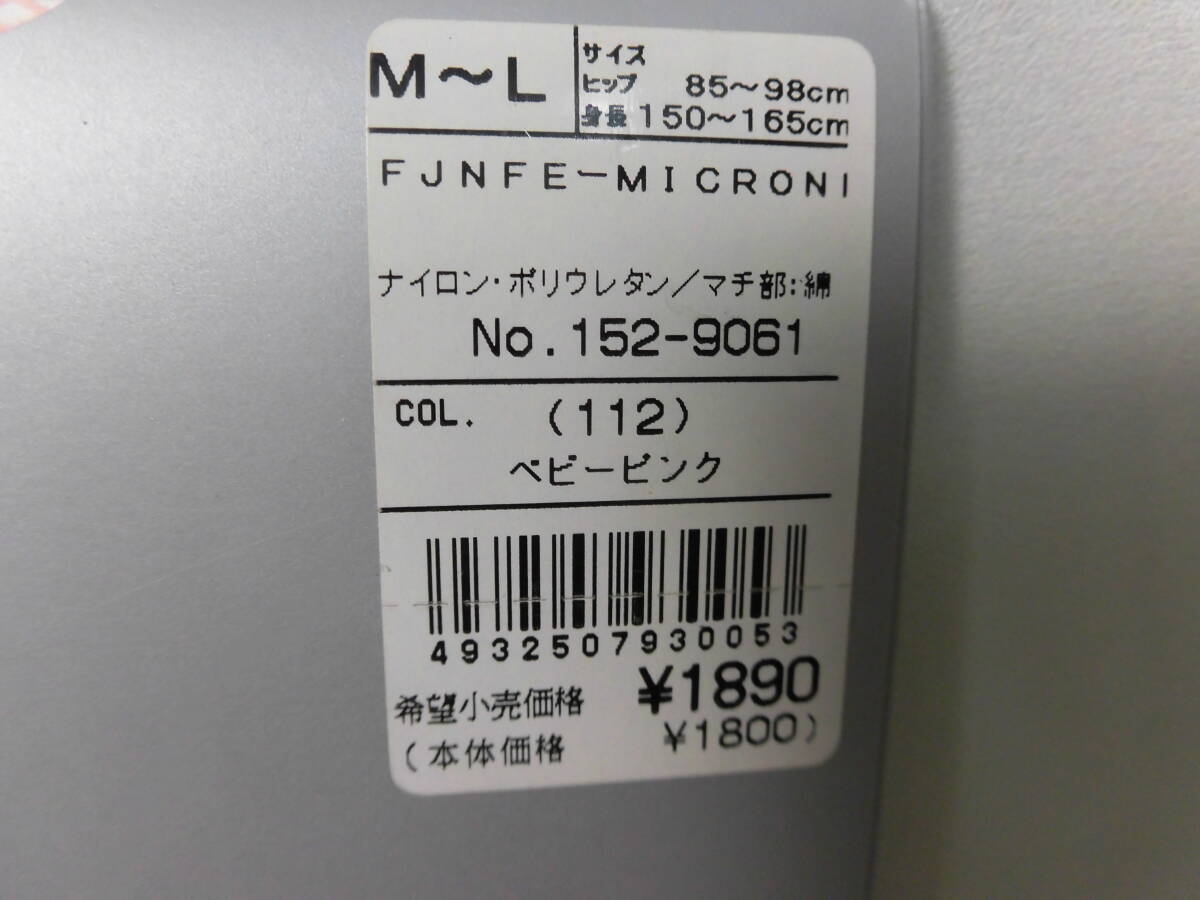 M～L
サイズ
ヒップ 85～98cm
身長 150～165cm
FJNFE－MICRONI
ナイロン・ポリウレタン／マチ部：綿
No.152-9061
COL. (112)
ベビーピンク
4932507930053
希望小売価格 ¥1890
(本体価格 ¥1800)